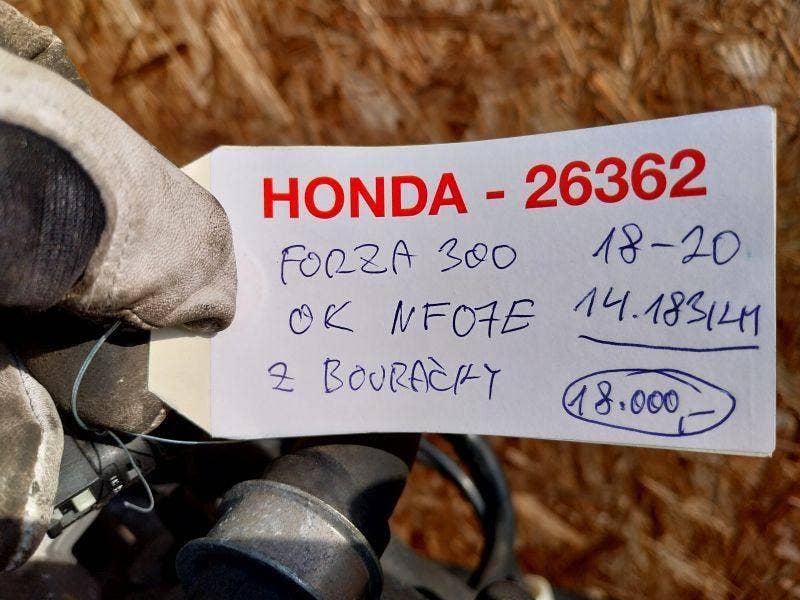 HONDA - 26362
FORZA 300 18-20
OK NF07E 14.183KM
Z BOURAČKY 18.000,-